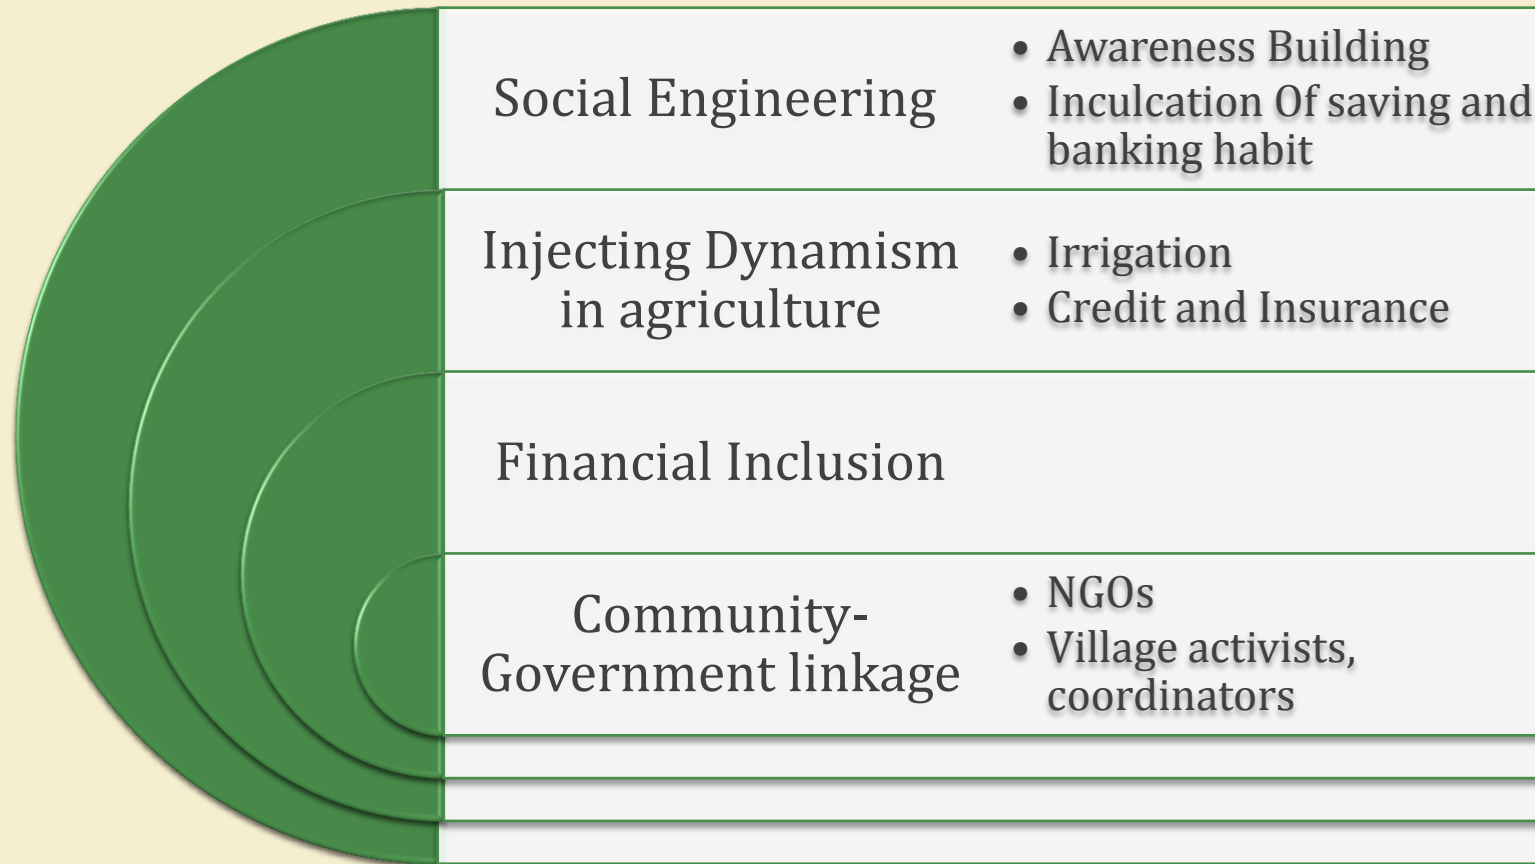 Social Engineering
• Awareness Building
• Inculcation Of saving and
banking habit
Injecting Dynamism
in agriculture
• Irrigation
• Credit and Insurance
Financial Inclusion
Community-
Government linkage
• NGOs
• Village activists,
coordinators